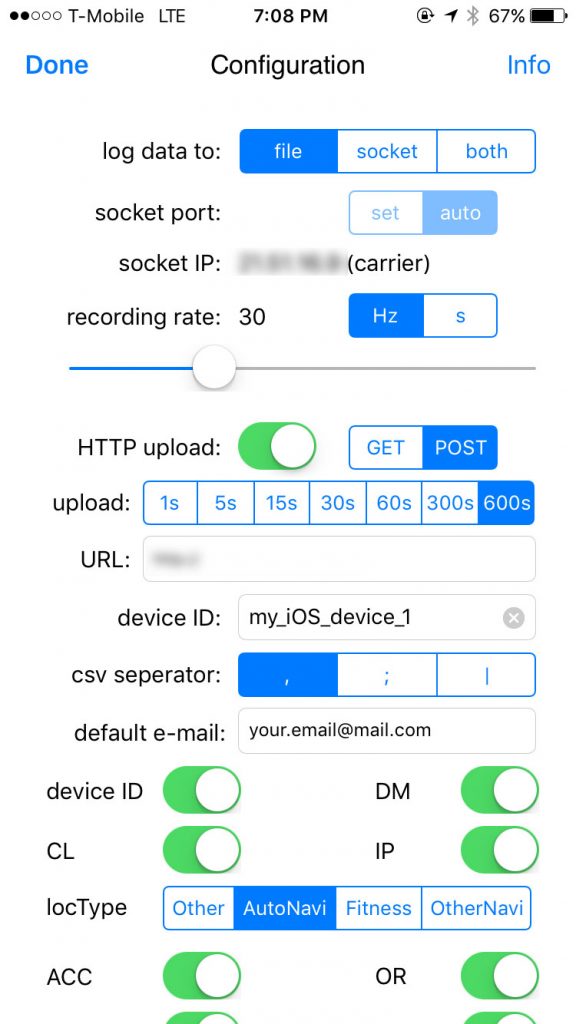 T-Mobile LTE 7:08 PM 67%
Done Configuration Info
log data to: file socket both
socket port: set auto
socket IP: (carrier)
recording rate: 30 Hz s
HTTP upload: GET POST
upload: 1s 5s 15s 30s 60s 300s 600s
URL:
device ID: my_iOS_device_1
csv seperator: , ; |
default e-mail: your.email@mail.com
device ID DM
CL IP
locType Other AutoNavi Fitness OtherNavi
ACC OR